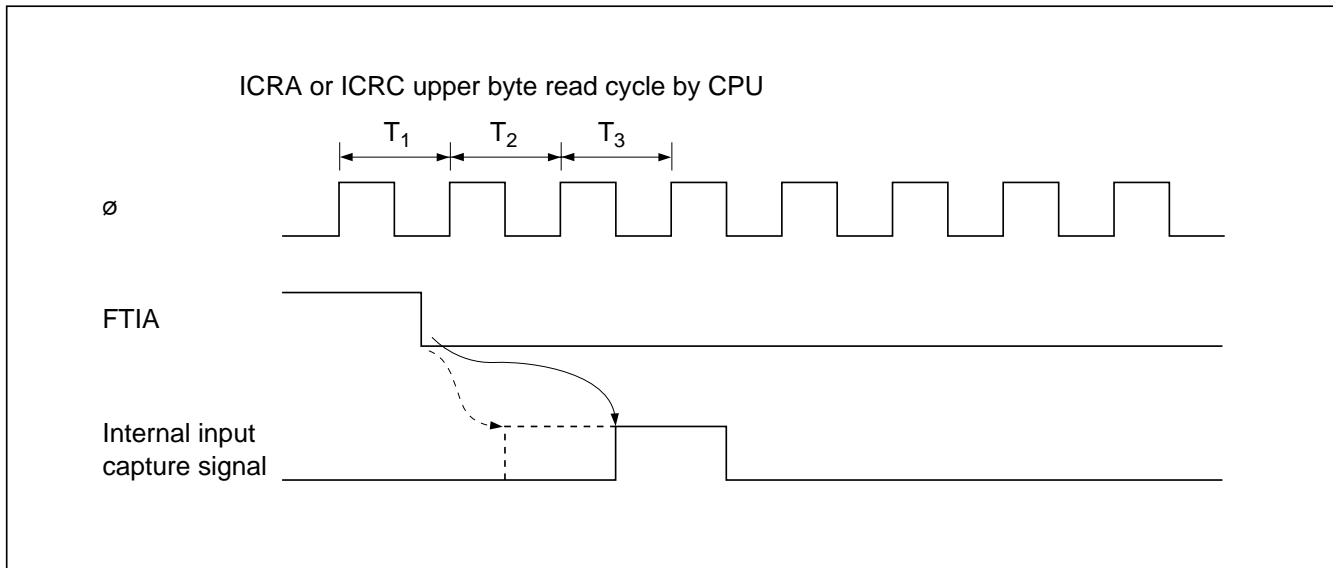 ICRA or ICRC upper byte read cycle by CPU
T1 T2 T3
ø
FTIA
Internal input
capture signal